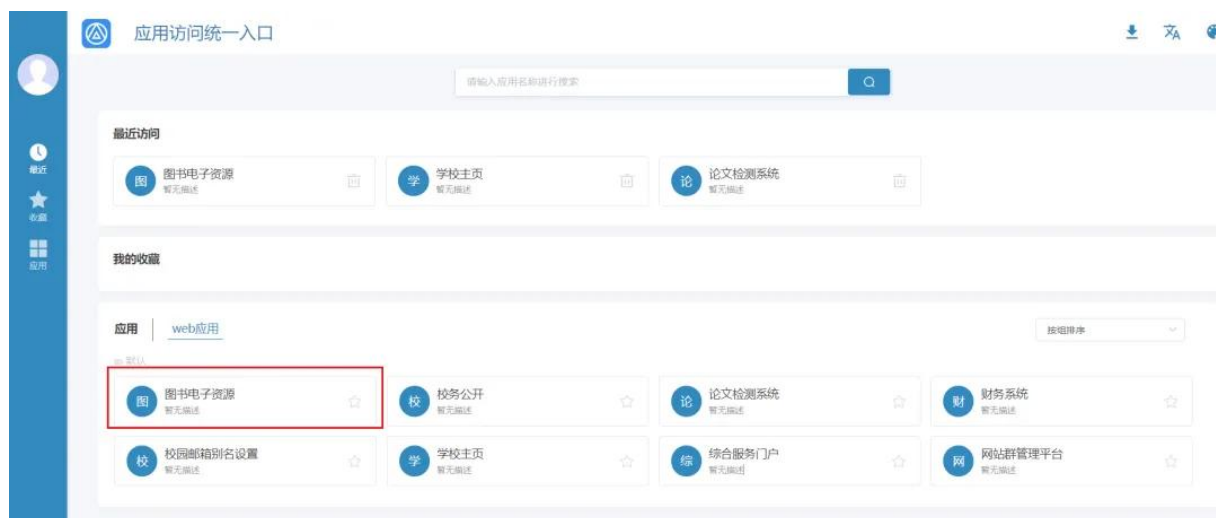 应用访问统一入口
请输入应用名称进行搜索
最近
收藏
应用
最近访问
图 图书电子资源
暂无描述
学 学校主页
暂无描述
论 论文检测系统
暂无描述
我的收藏
应用 web应用
按组排序
默认
图 图书电子资源
暂无描述
校 校务公开
暂无描述
论 论文检测系统
暂无描述
财 财务系统
暂无描述
校 校园邮箱别名设置
暂无描述
学 学校主页
暂无描述
综 综合服务门户
暂无描述
网 网站群管理平台
暂无描述